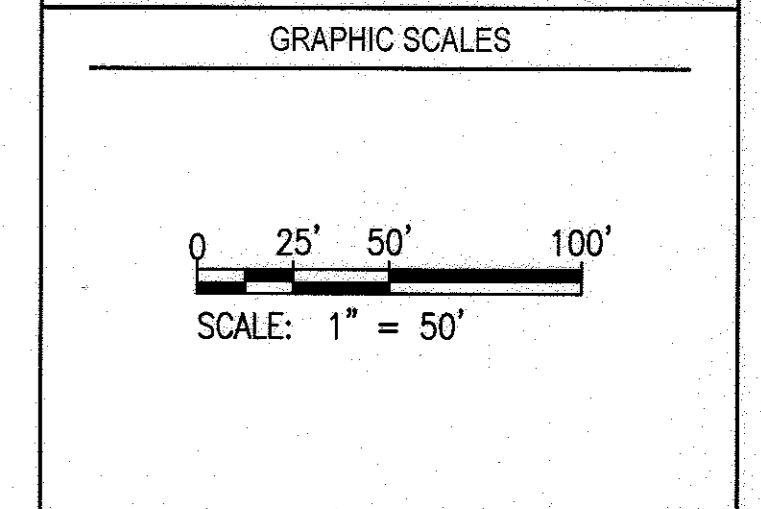 GRAPHIC SCALES
0 25' 50' 100'
SCALE: 1" = 50'